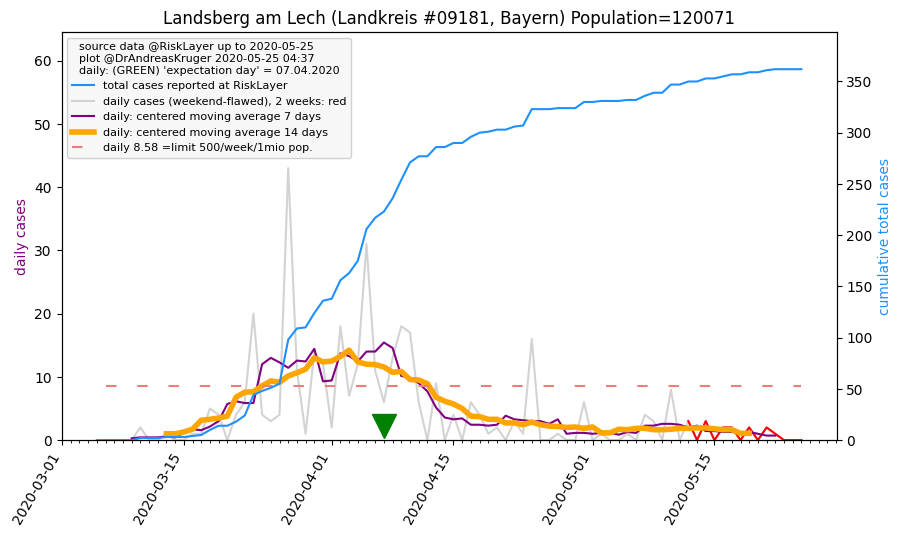 Landsberg am Lech (Landkreis #09181, Bayern) Population=120071
source data @RiskLayer up to 2020-05-25
plot @DrAndreasKruger 2020-05-25 04:37
daily: (GREEN) 'expectation day' = 07.04.2020
total cases reported at RiskLayer
daily cases (weekend-flawed), 2 weeks: red
daily: centered moving average 7 days
daily: centered moving average 14 days
daily 8.58 =limit 500/week/1mio pop.
daily cases
60
50
40
30
20
10
0
cumulative total cases
350
300
250
200
150
100
50
0
2020-03-01
2020-03-15
2020-04-01
2020-04-15
2020-05-01
2020-05-15